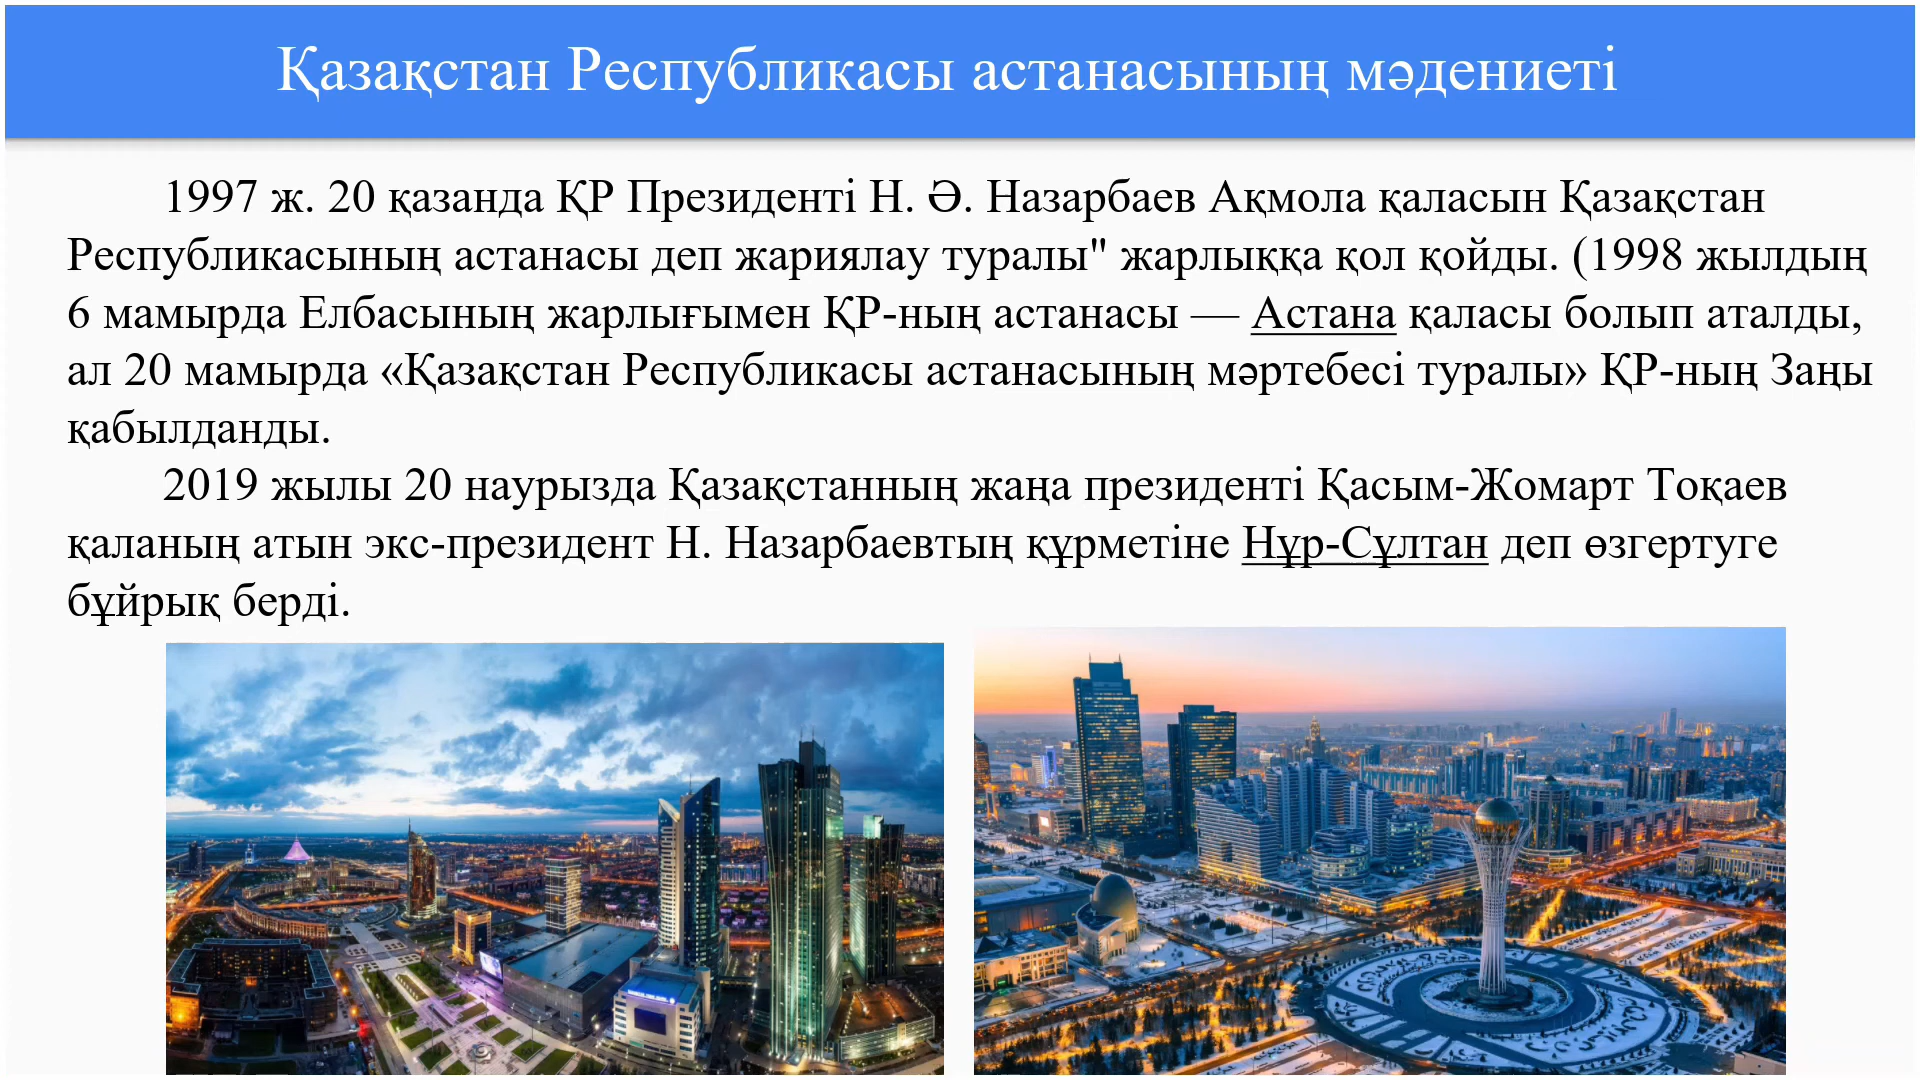 Қазақстан Республикасы астанасының мәдениеті
1997 ж. 20 қазанда ҚР Президенті Н. Ә. Назарбаев Ақмола қаласын Қазақстан
Республикасының астанасы деп жариялау туралы" жарлыққа қол қойды. (1998 жылдың
6 мамырда Елбасының жарлығымен ҚР-ның астанасы — Астана қаласы болып аталды,
ал 20 мамырда «Қазақстан Республикасы астанасының мәртебесі туралы» ҚР-ның Заңы
қабылданды.
2019 жылы 20 наурызда Қазақстанның жаңа президенті Қасым-Жомарт Тоқаев
қаланың атын экс-президент Н. Назарбаевтың құрметіне Нұр-Сұлтан деп өзгертуге
бұйрық берді.